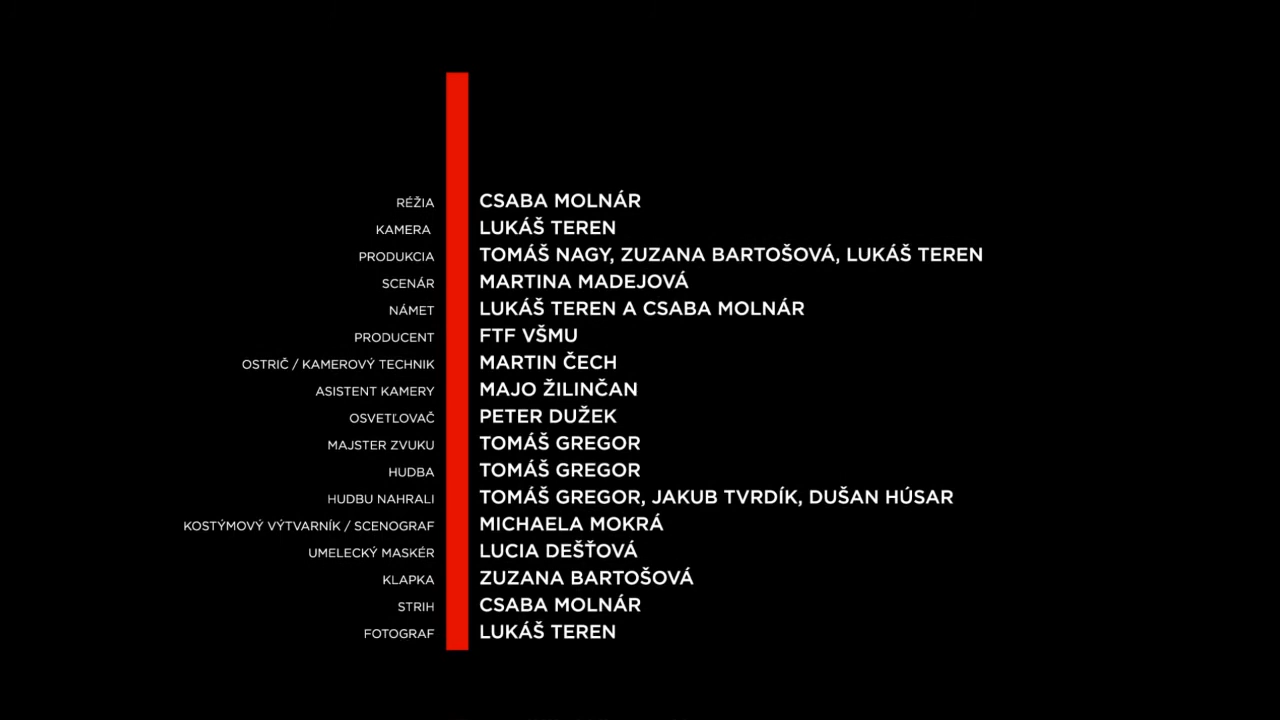 RÉŽIA CSABA MOLNÁR
KAMERA LUKÁŠ TEREN
PRODUKCIA TOMÁŠ NAGY, ZUZANA BARTOŠOVÁ, LUKÁŠ TEREN
SCENÁR MARTINA MADEJOVÁ
NÁMET LUKÁŠ TEREN A CSABA MOLNÁR
PRODUCENT FTF VŠMU
OSTRIČ / KAMEROVÝ TECHNIK MARTIN ČECH
ASISTENT KAMERY MAJO ŽILINČAN
OSVETĽOVAČ PETER DUŽEK
MAJSTER ZVUKU TOMÁŠ GREGOR
HUDBA TOMÁŠ GREGOR
HUDBU NAHRALI TOMÁŠ GREGOR, JAKUB TVRDÍK, DUŠAN HÚSAR
KOSTÝMOVÝ VÝTVARNÍK / SCENOGRAF MICHAELA MOKRÁ
UMELECKÝ MASKÉR LUCIA DEŠŤOVÁ
KLAPKA ZUZANA BARTOŠOVÁ
STRIH CSABA MOLNÁR
FOTOGRAF LUKÁŠ TEREN